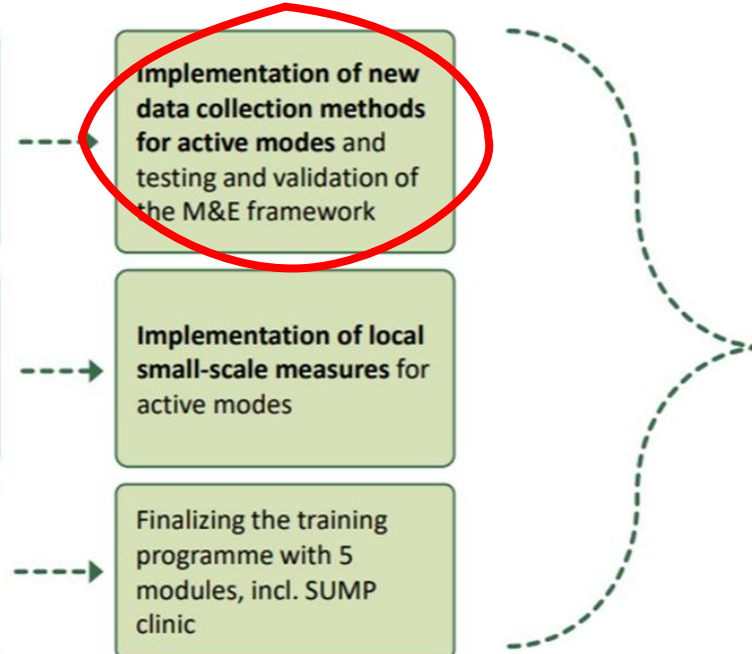 Implementation of new
data collection methods
for active modes and
testing and validation of
the M&E framework
Implementation of local
small-scale measures for
active modes
Finalizing the training
programme with 5
modules, incl. SUMP
clinic